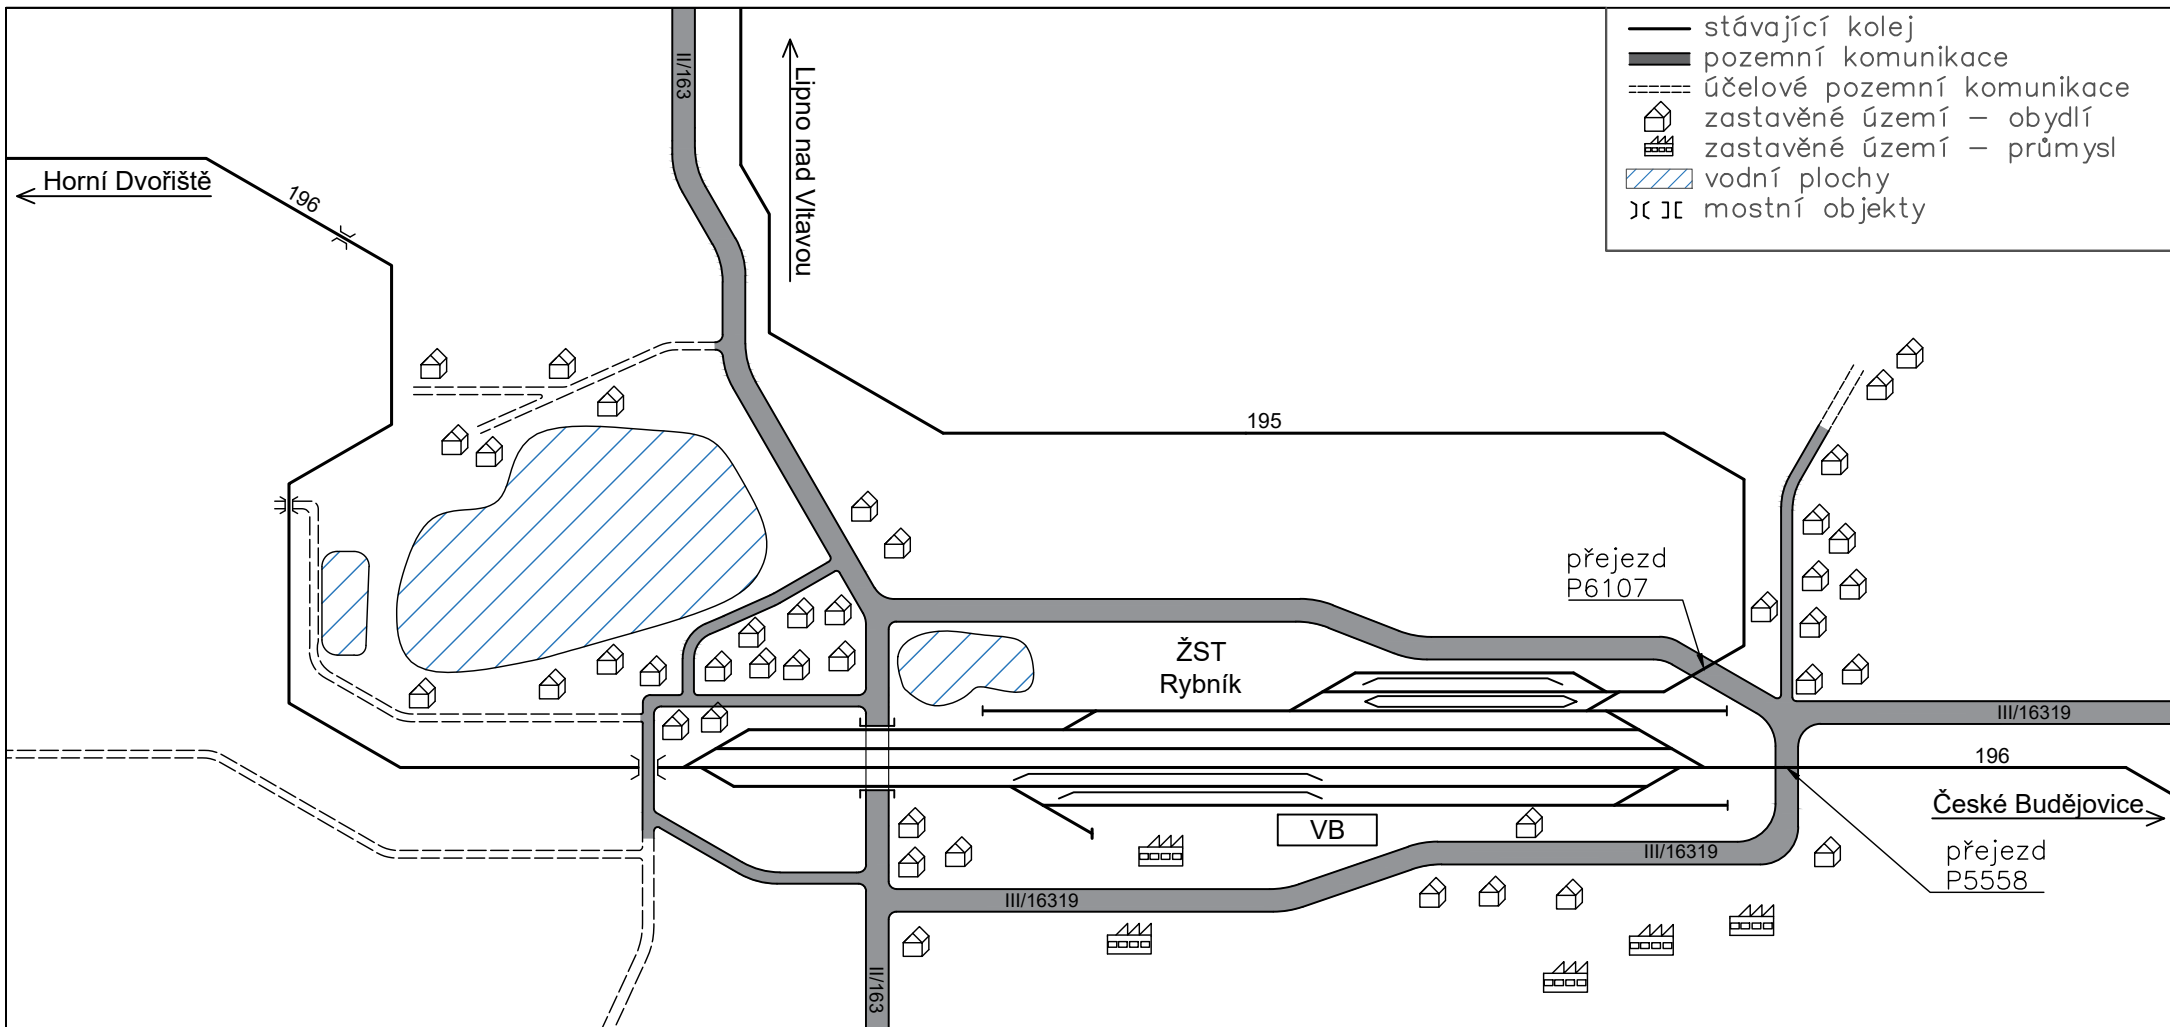 stávající kolej
pozemní komunikace
účelové pozemní komunikace
zastavěné území – obydlí
zastavěné území – průmysl
vodní plochy
mostní objekty
II/163
Lipno nad Vltavou
Horní Dvořiště
196
195
přejezd
P6107
ŽST
Rybník
III/16319
196
České Budějovice
VB
III/16319
přejezd
P5558
III/16319
II/163